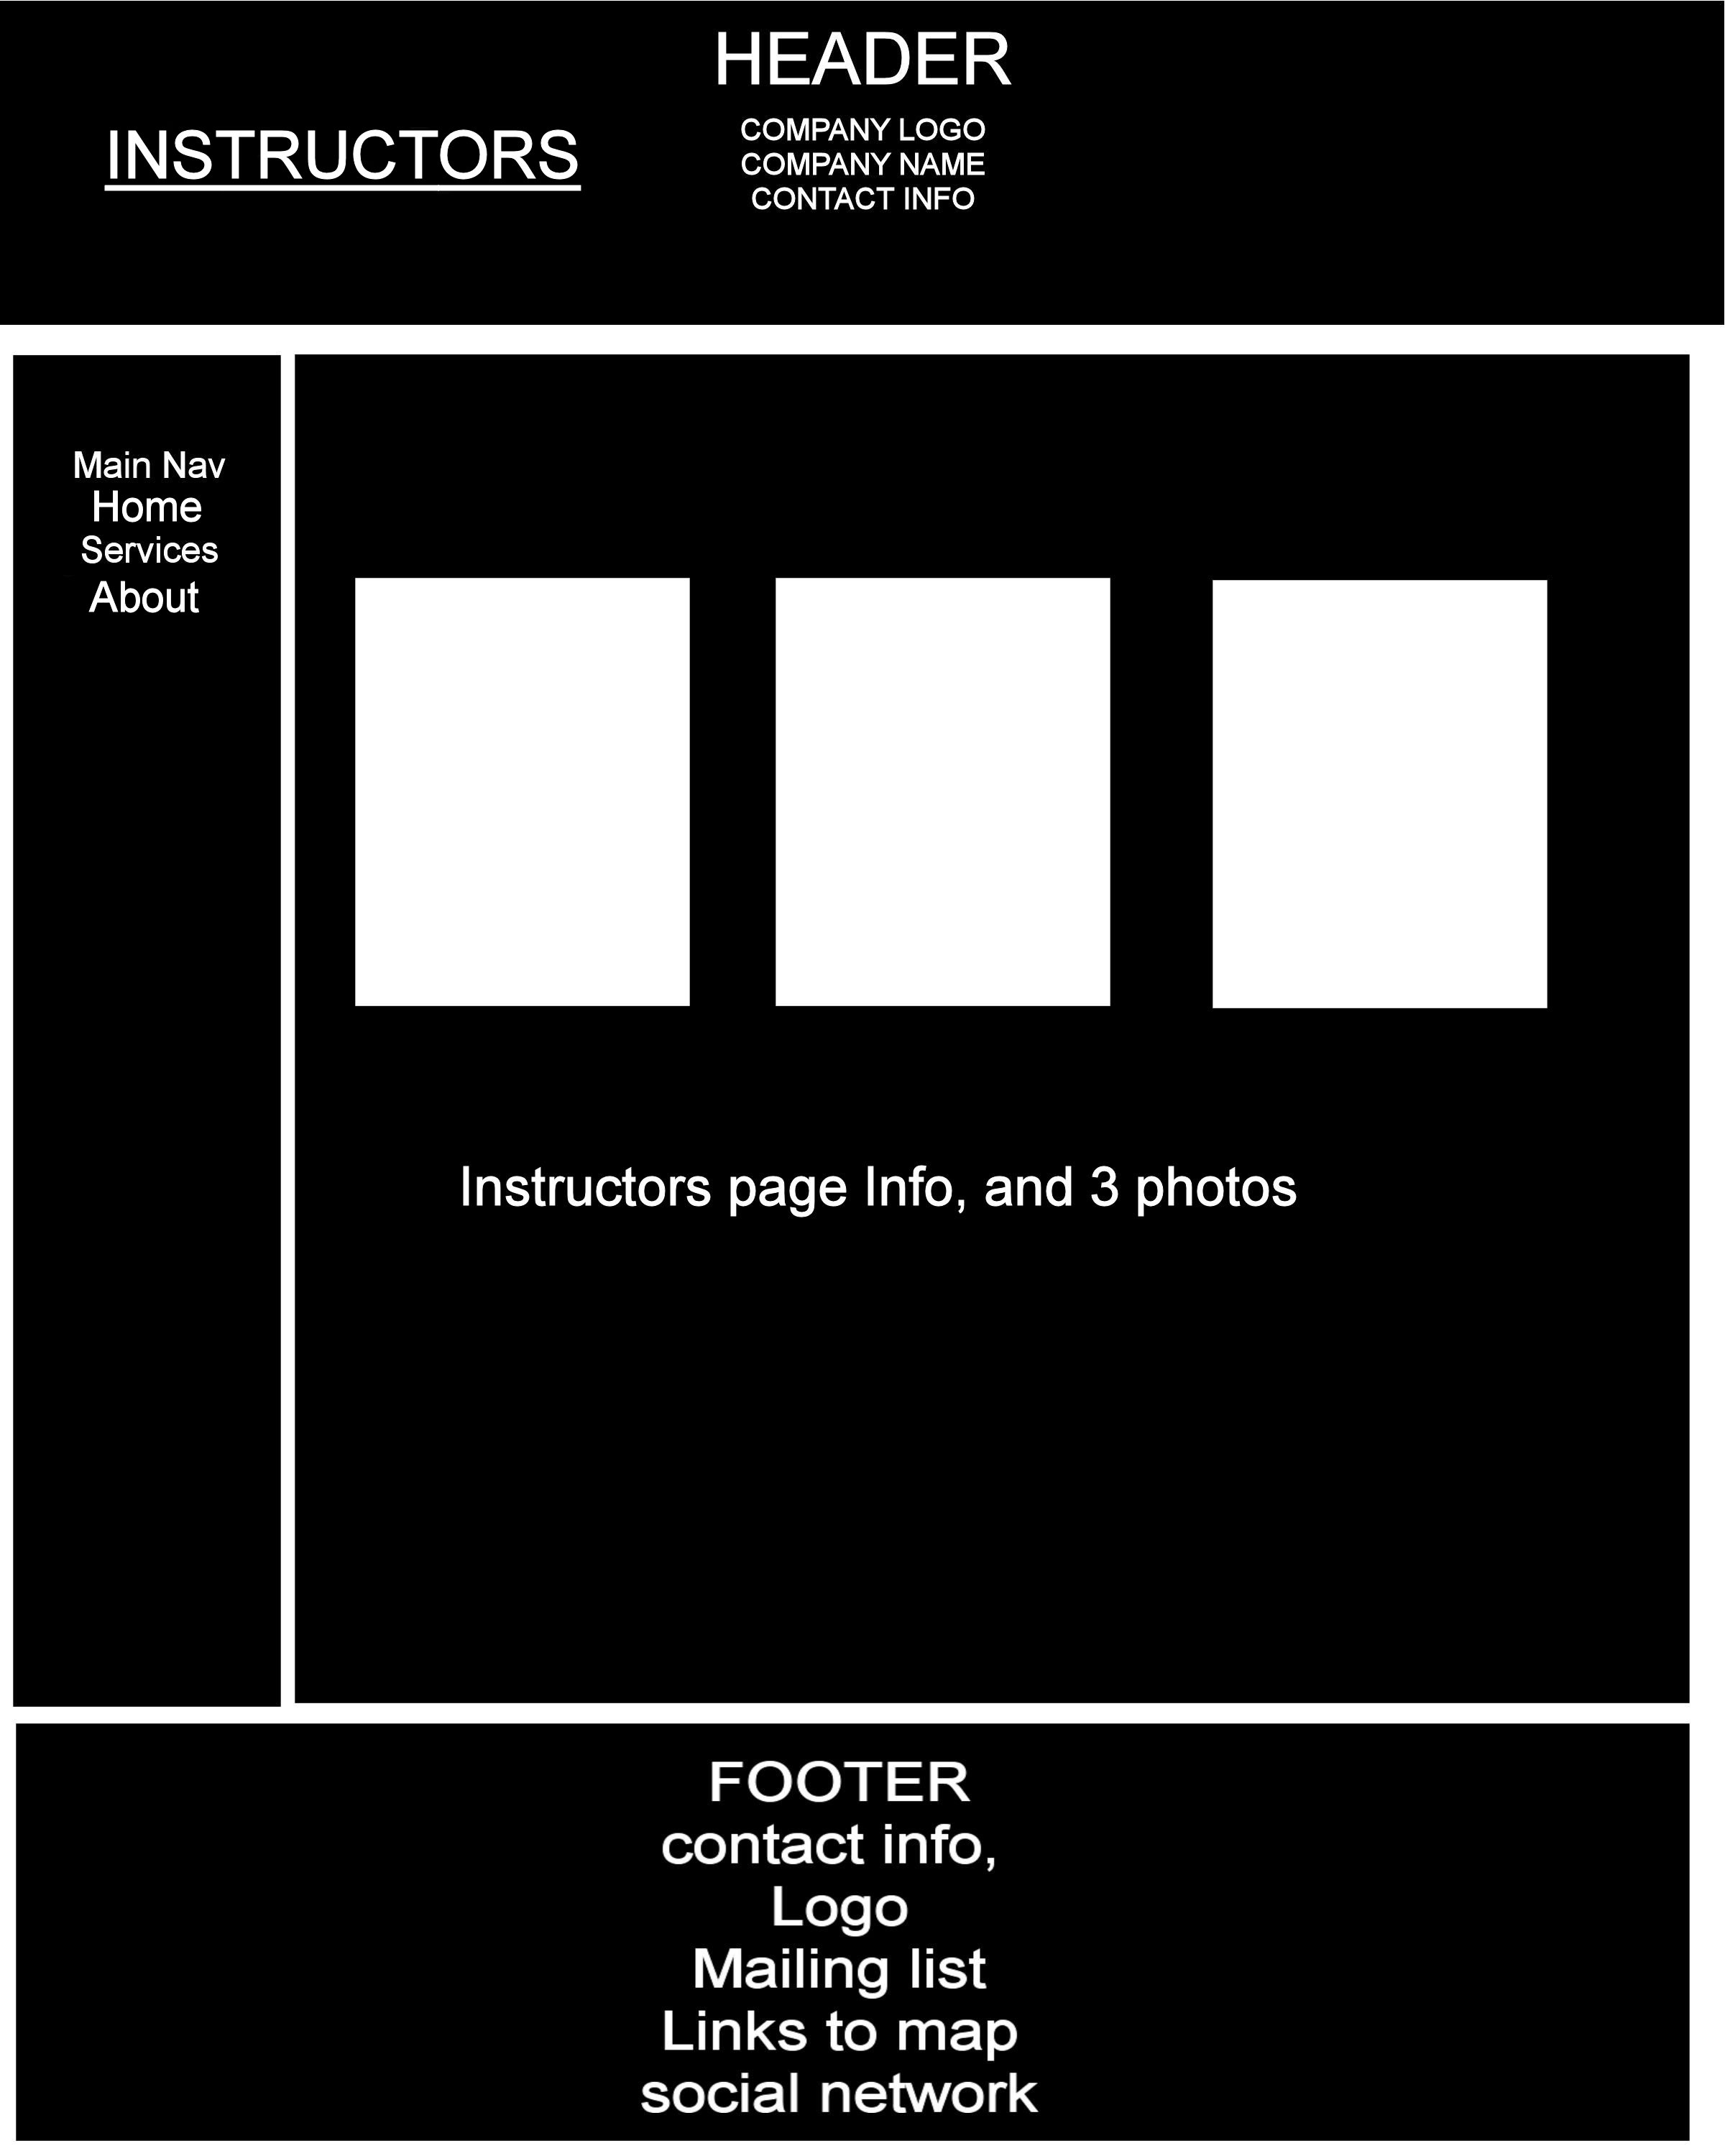 HEADER
INSTRUCTORS
COMPANY LOGO
COMPANY NAME
CONTACT INFO
Main Nav
Home
Services
About
Instructors page Info, and 3 photos
FOOTER
contact info,
Logo
Mailing list
Links to map
social network